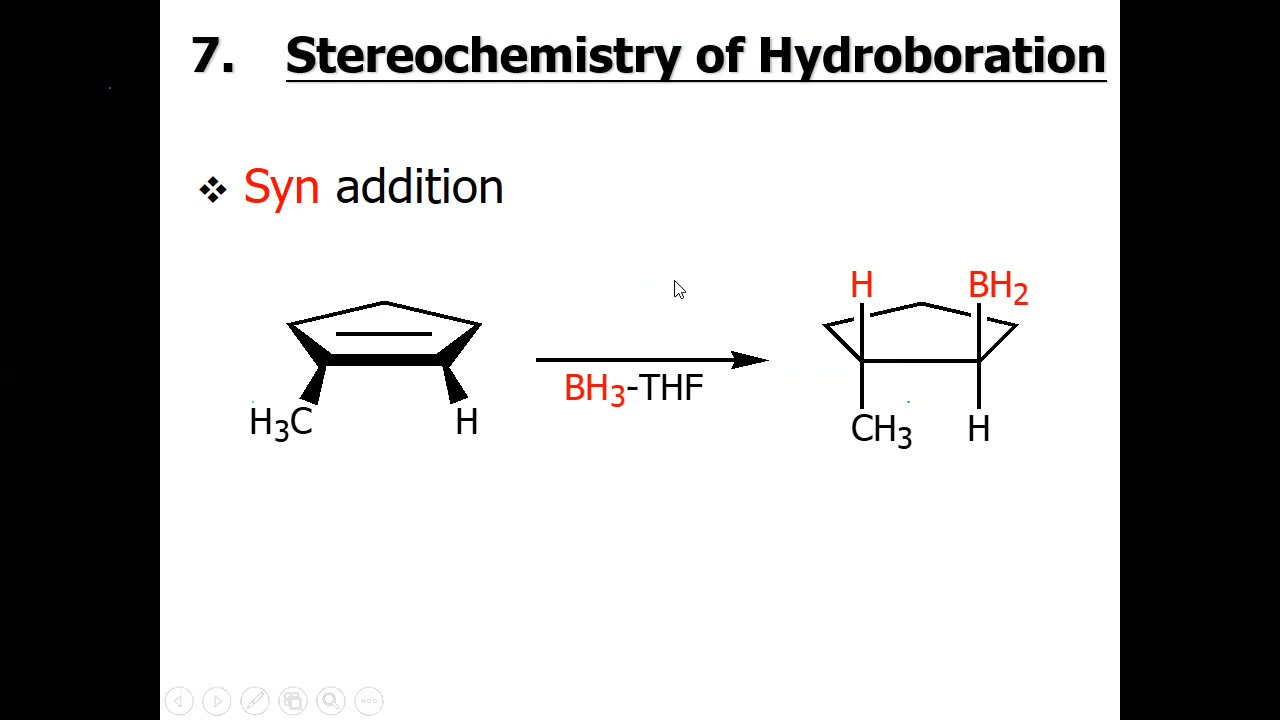 7. Stereochemistry of Hydroboration
❖ Syn addition
H BH₂
BH₃-THF
H₃C H
CH₃ H